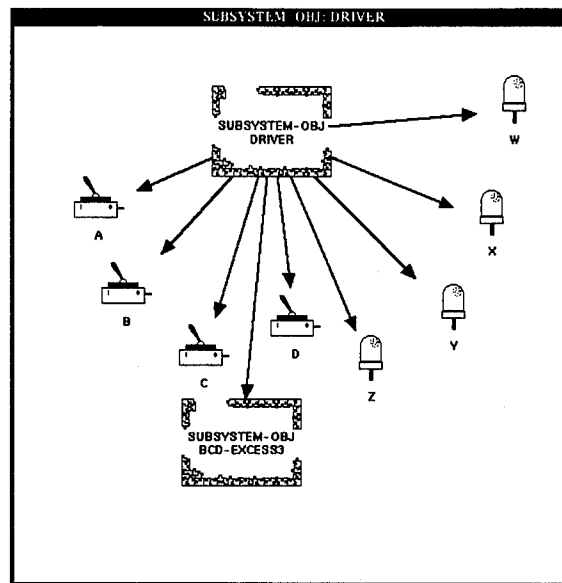 SUBSYSTEM OBJ: DRIVER
SUBSYSTEM-OBJ
DRIVER
W
A
X
B
C
D
Y
Z
SUBSYSTEM-OBJ
BCD-EXCESS3